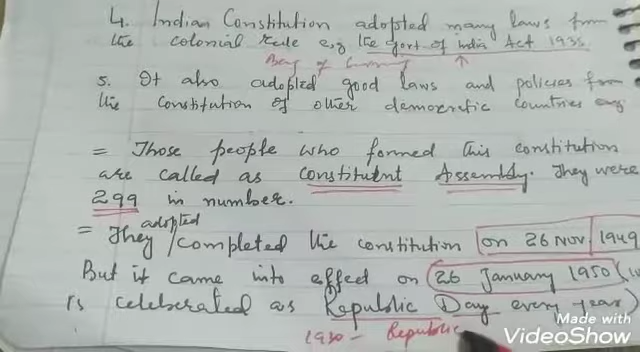 4. Indian Constitution adopted many laws from
the colonial rule e.g the govt of india Act 1935.
5. It also adopted good laws and policies from
the constitution of other democratic countries eg
= Those people who formed this constitution
are called as constituent Assembly. They were
299 in number.
adopted
= They / completed the constitution on 26 Nov 1949
But it came into effect on 26 January 1950 (
is celebrated as Republic Day every year)
1930 - Republic
Made with
VideoShow